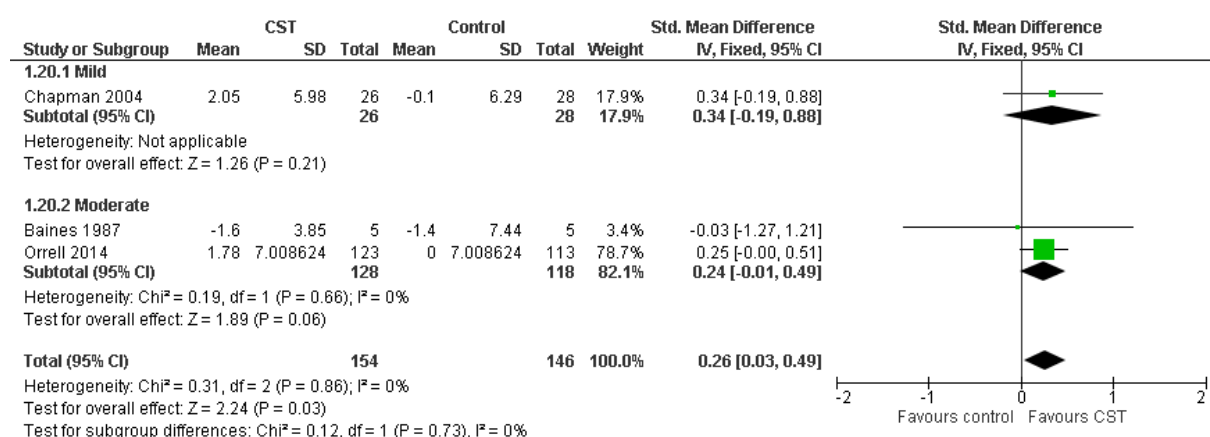 CST Control Std. Mean Difference Std. Mean Difference
Study or Subgroup Mean SD Total Mean SD Total Weight IV, Fixed, 95% CI IV, Fixed, 95% CI
1.20.1 Mild
Chapman 2004 2.05 5.98 26 -0.1 6.29 28 17.9% 0.34 [-0.19, 0.88]
Subtotal (95% CI) 26 28 17.9% 0.34 [-0.19, 0.88]
Heterogeneity: Not applicable
Test for overall effect: Z = 1.26 (P = 0.21)
1.20.2 Moderate
Baines 1987 -1.6 3.85 5 -1.4 7.44 5 3.4% -0.03 [-1.27, 1.21]
Orrell 2014 1.78 7.008624 123 0 7.008624 113 78.7% 0.25 [-0.00, 0.51]
Subtotal (95% CI) 128 118 82.1% 0.24 [-0.01, 0.49]
Heterogeneity: Chi² = 0.19, df = 1 (P = 0.66); I² = 0%
Test for overall effect: Z = 1.89 (P = 0.06)
Total (95% CI) 154 146 100.0% 0.26 [0.03, 0.49]
Heterogeneity: Chi² = 0.31, df = 2 (P = 0.86); I² = 0%
Test for overall effect: Z = 2.24 (P = 0.03)
Test for subgroup differences: Chi² = 0.12, df = 1 (P = 0.73), I² = 0%
-2 -1 0 1 2
Favours control Favours CST